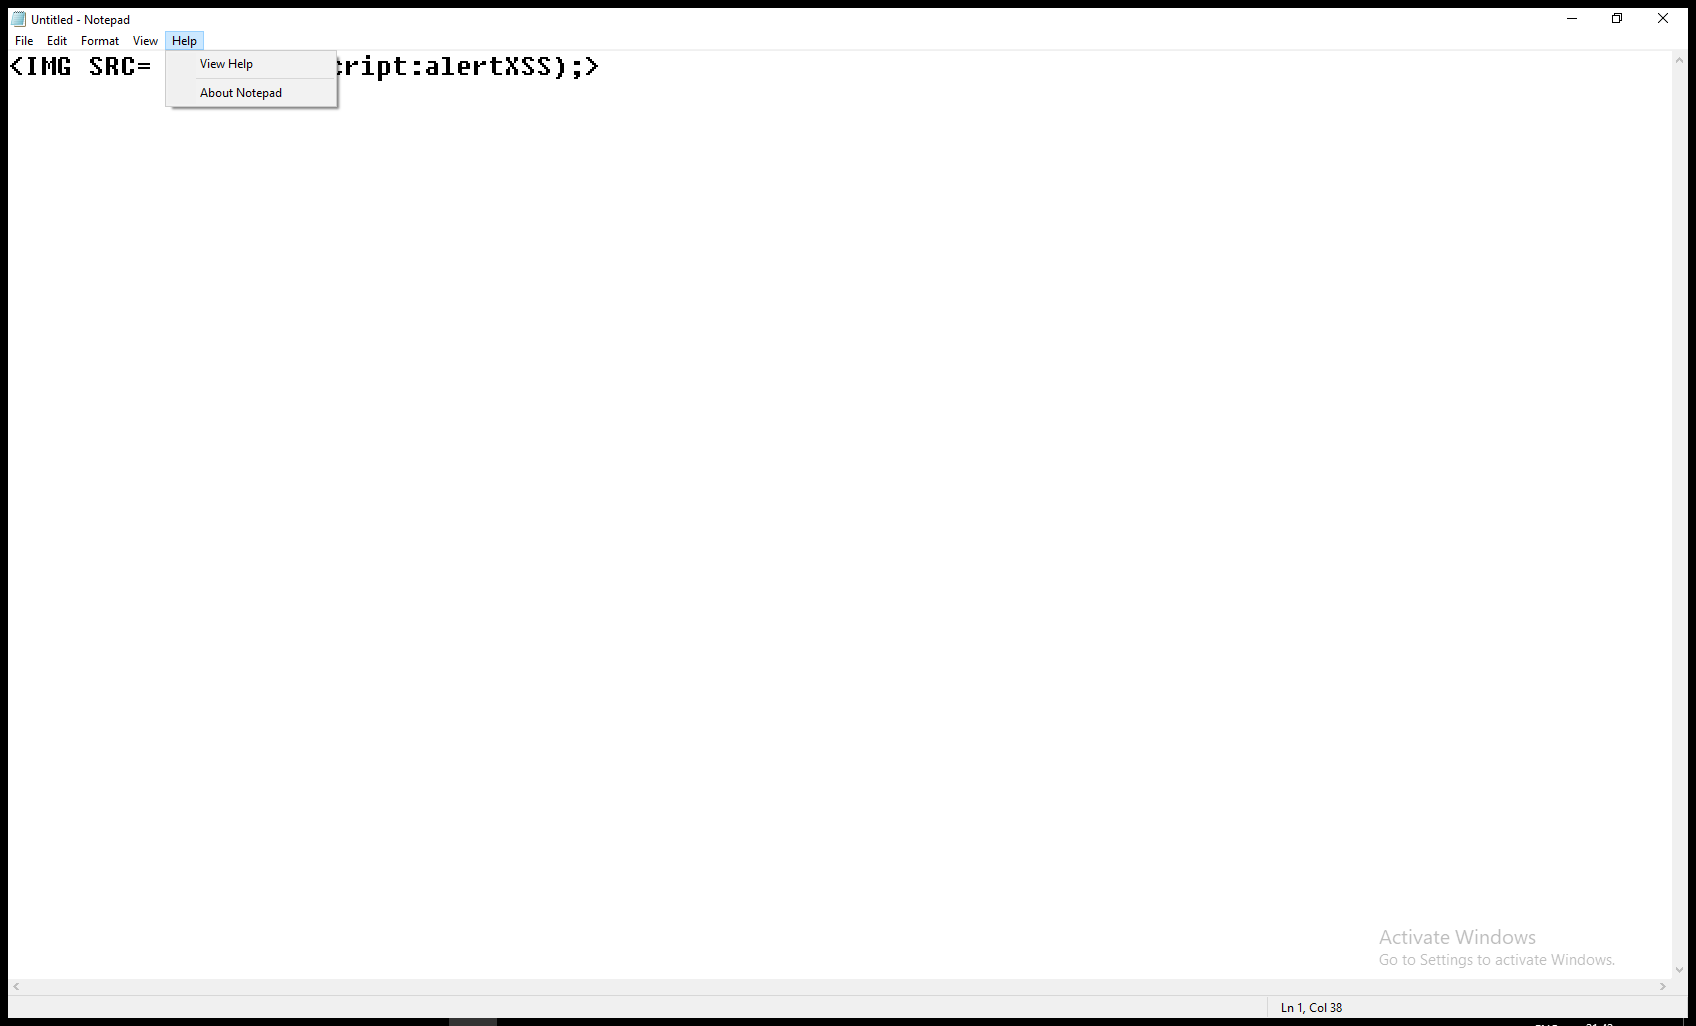 Untitled - Notepad
File Edit Format View Help
<IMG SRC= ript:alertXSS);>
View Help
About Notepad
Activate Windows
Go to Settings to activate Windows.
Ln 1, Col 38